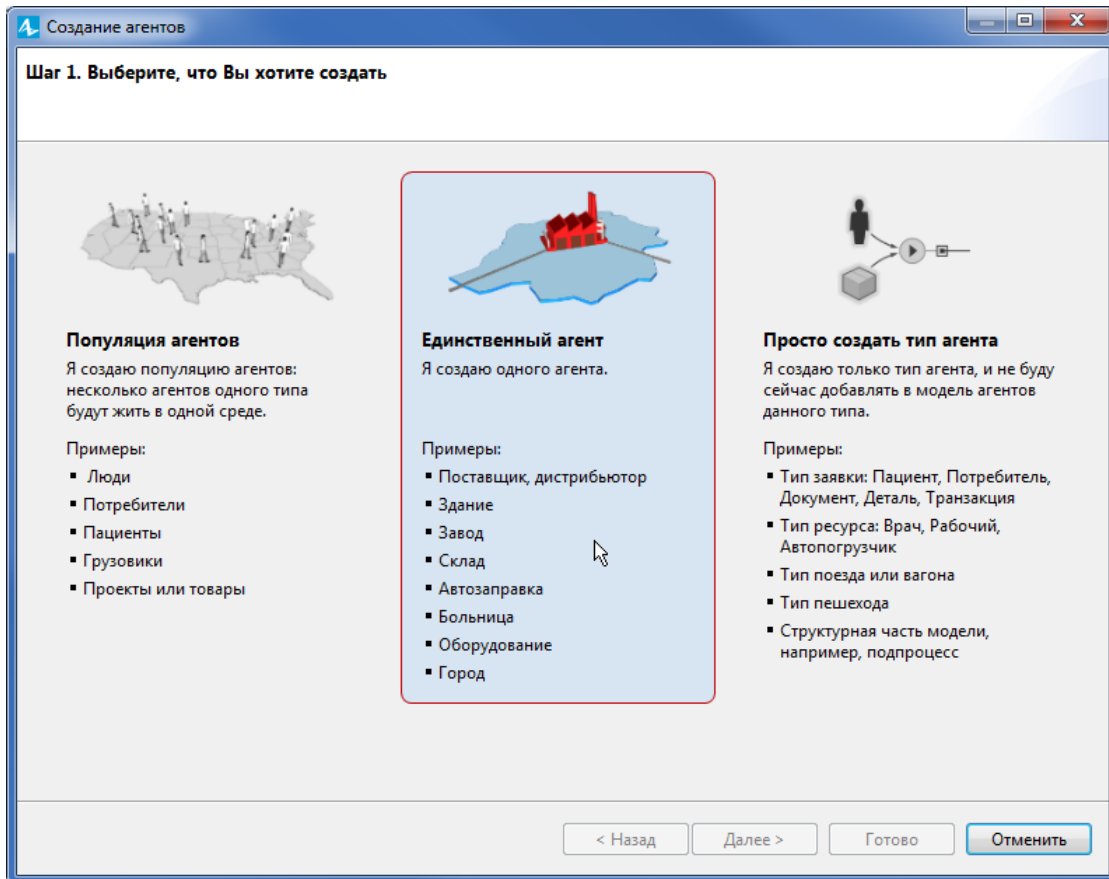 Создание агентов
Шаг 1. Выберите, что Вы хотите создать
Популяция агентов
Я создаю популяцию агентов:
несколько агентов одного типа
будут жить в одной среде.
Примеры:
▪ Люди
▪ Потребители
▪ Пациенты
▪ Грузовики
▪ Проекты или товары
Единственный агент
Я создаю одного агента.
Примеры:
▪ Поставщик, дистрибьютор
▪ Здание
▪ Завод
▪ Склад
▪ Автозаправка
▪ Больница
▪ Оборудование
▪ Город
Просто создать тип агента
Я создаю только тип агента, и не буду
сейчас добавлять в модель агентов
данного типа.
Примеры:
▪ Тип заявки: Пациент, Потребитель,
Документ, Деталь, Транзакция
▪ Тип ресурса: Врач, Рабочий,
Автопогрузчик
▪ Тип поезда или вагона
▪ Тип пешехода
▪ Структурная часть модели,
например, подпроцесс
< Назад
Далее >
Готово
Отменить